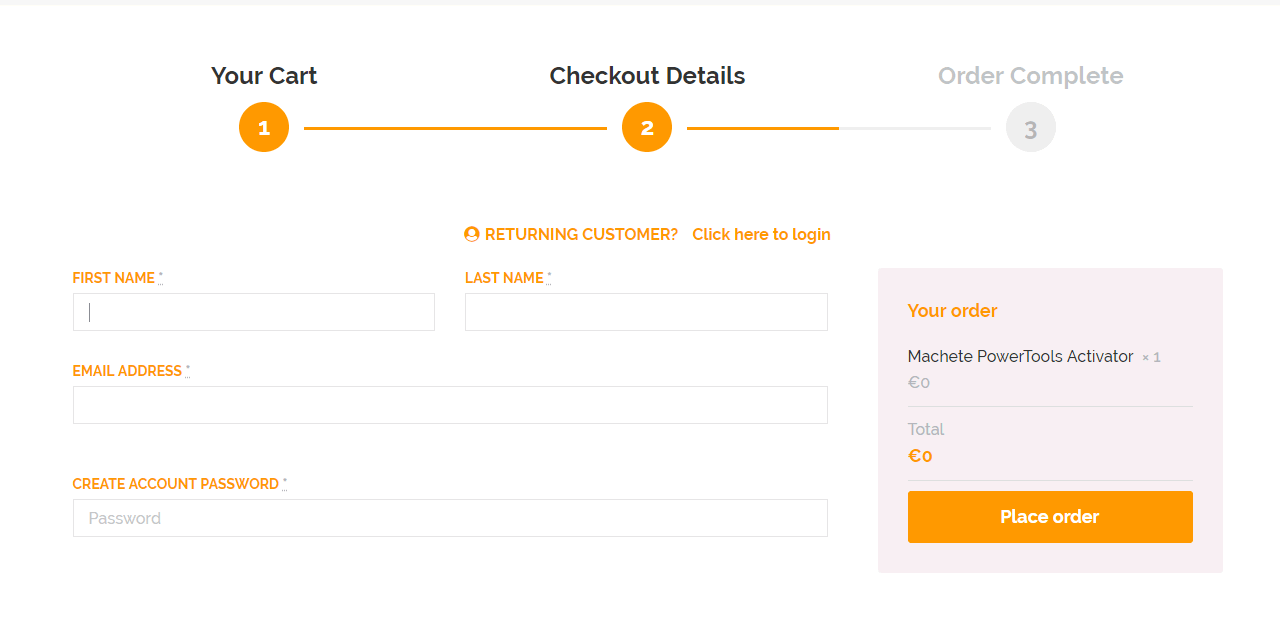 Your Cart
Checkout Details
Order Complete
1
2
3
RETURNING CUSTOMER? Click here to login
FIRST NAME *
LAST NAME *
EMAIL ADDRESS *
CREATE ACCOUNT PASSWORD *
Password
Your order
Machete PowerTools Activator × 1
€0
Total
€0
Place order